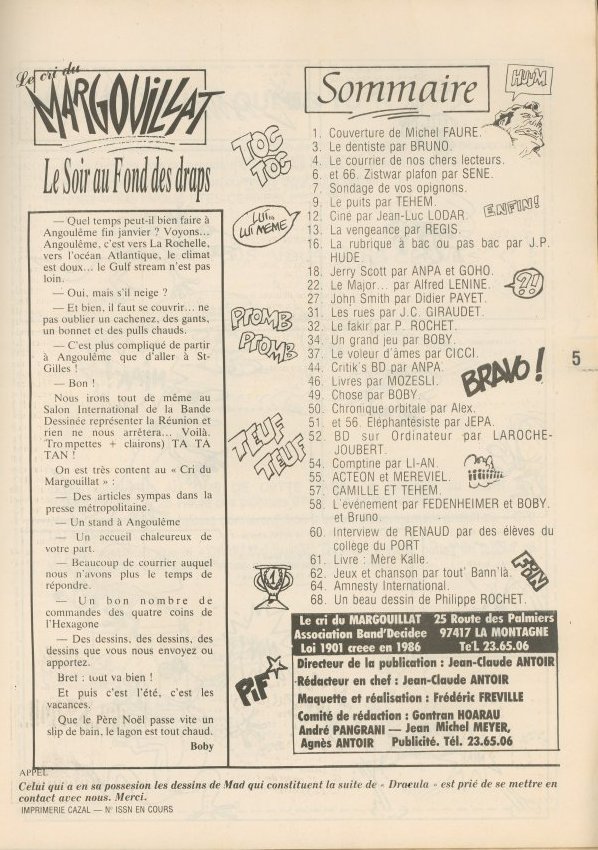 Le cri du
MARGOUILLAT
Le Soir au Fond des draps
— Quel temps peut-il bien faire à
Angoulême fin janvier ? Voyons...
Angoulême, c'est vers La Rochelle,
vers l'océan Atlantique, le climat
est doux... le Gulf stream n'est pas
loin.
— Oui, mais s'il neige ?
— Et bien, il faut se couvrir... ne
pas oublier un cachenez, des gants,
un bonnet et des pulls chauds.
— C'est plus compliqué de partir
à Angoulême que d'aller à St-
Gilles !
— Bon !
Nous irons tout de même au
Salon International de la Bande
Dessinée représenter la Réunion et
rien ne nous arrêtera... Voilà.
Trompettes + clairons) TA TA
TAN !
On est très content au « Cri du
Margouillat » :
— Des articles sympas dans la
presse métropolitaine.
— Un stand à Angoulême
— Un accueil chaleureux de
votre part.
— Beaucoup de courrier auquel
nous n'avons plus le temps de
répondre.
— Un bon nombre de
commandes des quatre coins de
l'Hexagone
— Des dessins, des dessins, des
dessins que vous nous envoyez ou
apportez.
Bref : tout va bien !
Et puis c'est l'été, c'est les
vacances.
Que le Père Noël passe vite un
slip de bain, le lagon est tout chaud.
Boby
Sommaire
HUUM
1. Couverture de Michel FAURE.
3. Le dentiste par BRUNO.
4. Le courrier de nos chers lecteurs.
6. et 66. Zistwar plafon par SENE.
7. Sondage de vos opignons.
9. Le puits par TEHEM.
12. Ciné par Jean-Luc LODAR.
13. La vengeance par REGIS.
16. La rubrique à bac ou pas bac par J.P.
HUDE.
18. Jerry Scott par ANPA et GOHO.
22. Le Major... par Alfred LENINE.
27. John Smith par Didier PAYET.
31. Les rues par J.C. GIRAUDET.
32. Le fakir par P. ROCHET.
34. Un grand jeu par BOBY.
37. Le voleur d'âmes par CICCI.
44. Critik's BD par ANPA.
46. Livres par MOZESLI.
49. Chose par BOBY.
50. Chronique orbitale par Alex.
51. et 56. Eléphantésiste par JEPA.
52. BD sur Ordinateur par LAROCHE-
JOUBERT.
54. Comptine par LI-AN.
55. ACTEON et MEREVIEL.
57. CAMILLE ET TEHEM.
58. L'événement par FEDENHEIMER et BOBY.
et Bruno.
60. Interview de RENAUD par des élèves du
collège du PORT
61. Livre : Mère Kalle.
62. Jeux et chanson par tout' Bann'là.
64. Amnesty International.
68. Un beau dessin de Philippe ROCHET.
TOC
TOC
LUI...
LUI MEME
ENFIN!
?!
PROMB
PROMB
BRAVO !
TEUF
TEUF
1
PIF
5
Le cri du MARGOUILLAT 25 Route des Palmiers
Association Band'Decidee 97417 LA MONTAGNE
Loi 1901 creee en 1986 Te'L 23.65.06
Directeur de la publication : Jean-Claude ANTOIR
Rédacteur en chef : Jean-Claude ANTOIR
Maquette et réalisation : Frédéric FREVILLE
Comité de rédaction : Gontran HOARAU
André PANGRANI — Jean Michel MEYER,
Agnès ANTOIR Publicité. Tél. 23.65.06
APPEL
Celui qui a en sa possesion les dessins de Mad qui constituent la suite de « Dracula » est prié de se mettre en
contact avec nous. Merci.
IMPRIMERIE CAZAL — N° ISSN EN COURS